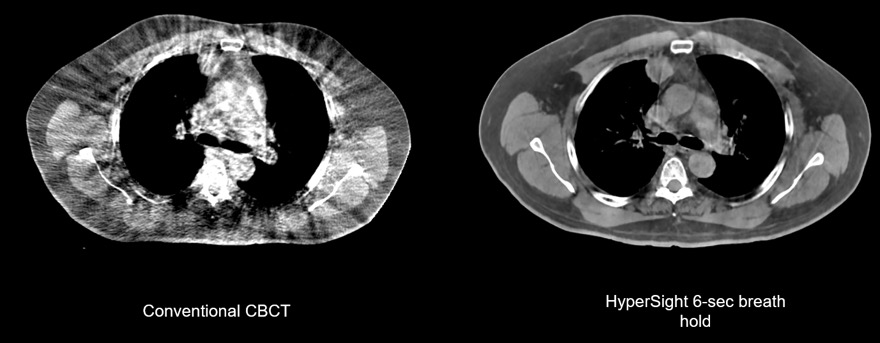 Conventional CBCT
HyperSight 6-sec breath
hold